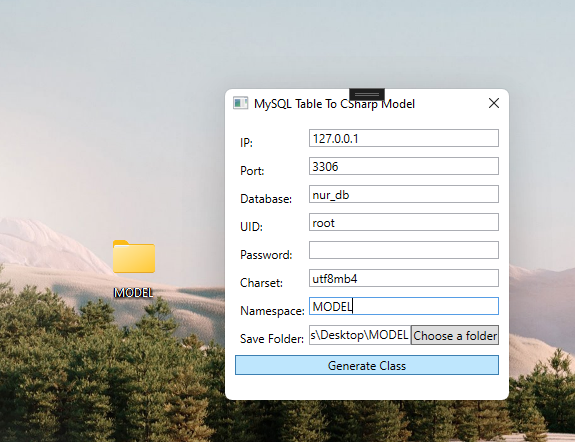 MySQL Table To CSharp Model
IP: 127.0.0.1
Port: 3306
Database: nur_db
UID: root
Password:
Charset: utf8mb4
Namespace: MODEL
Save Folder: s\Desktop\MODEL Choose a folder
Generate Class
MODEL